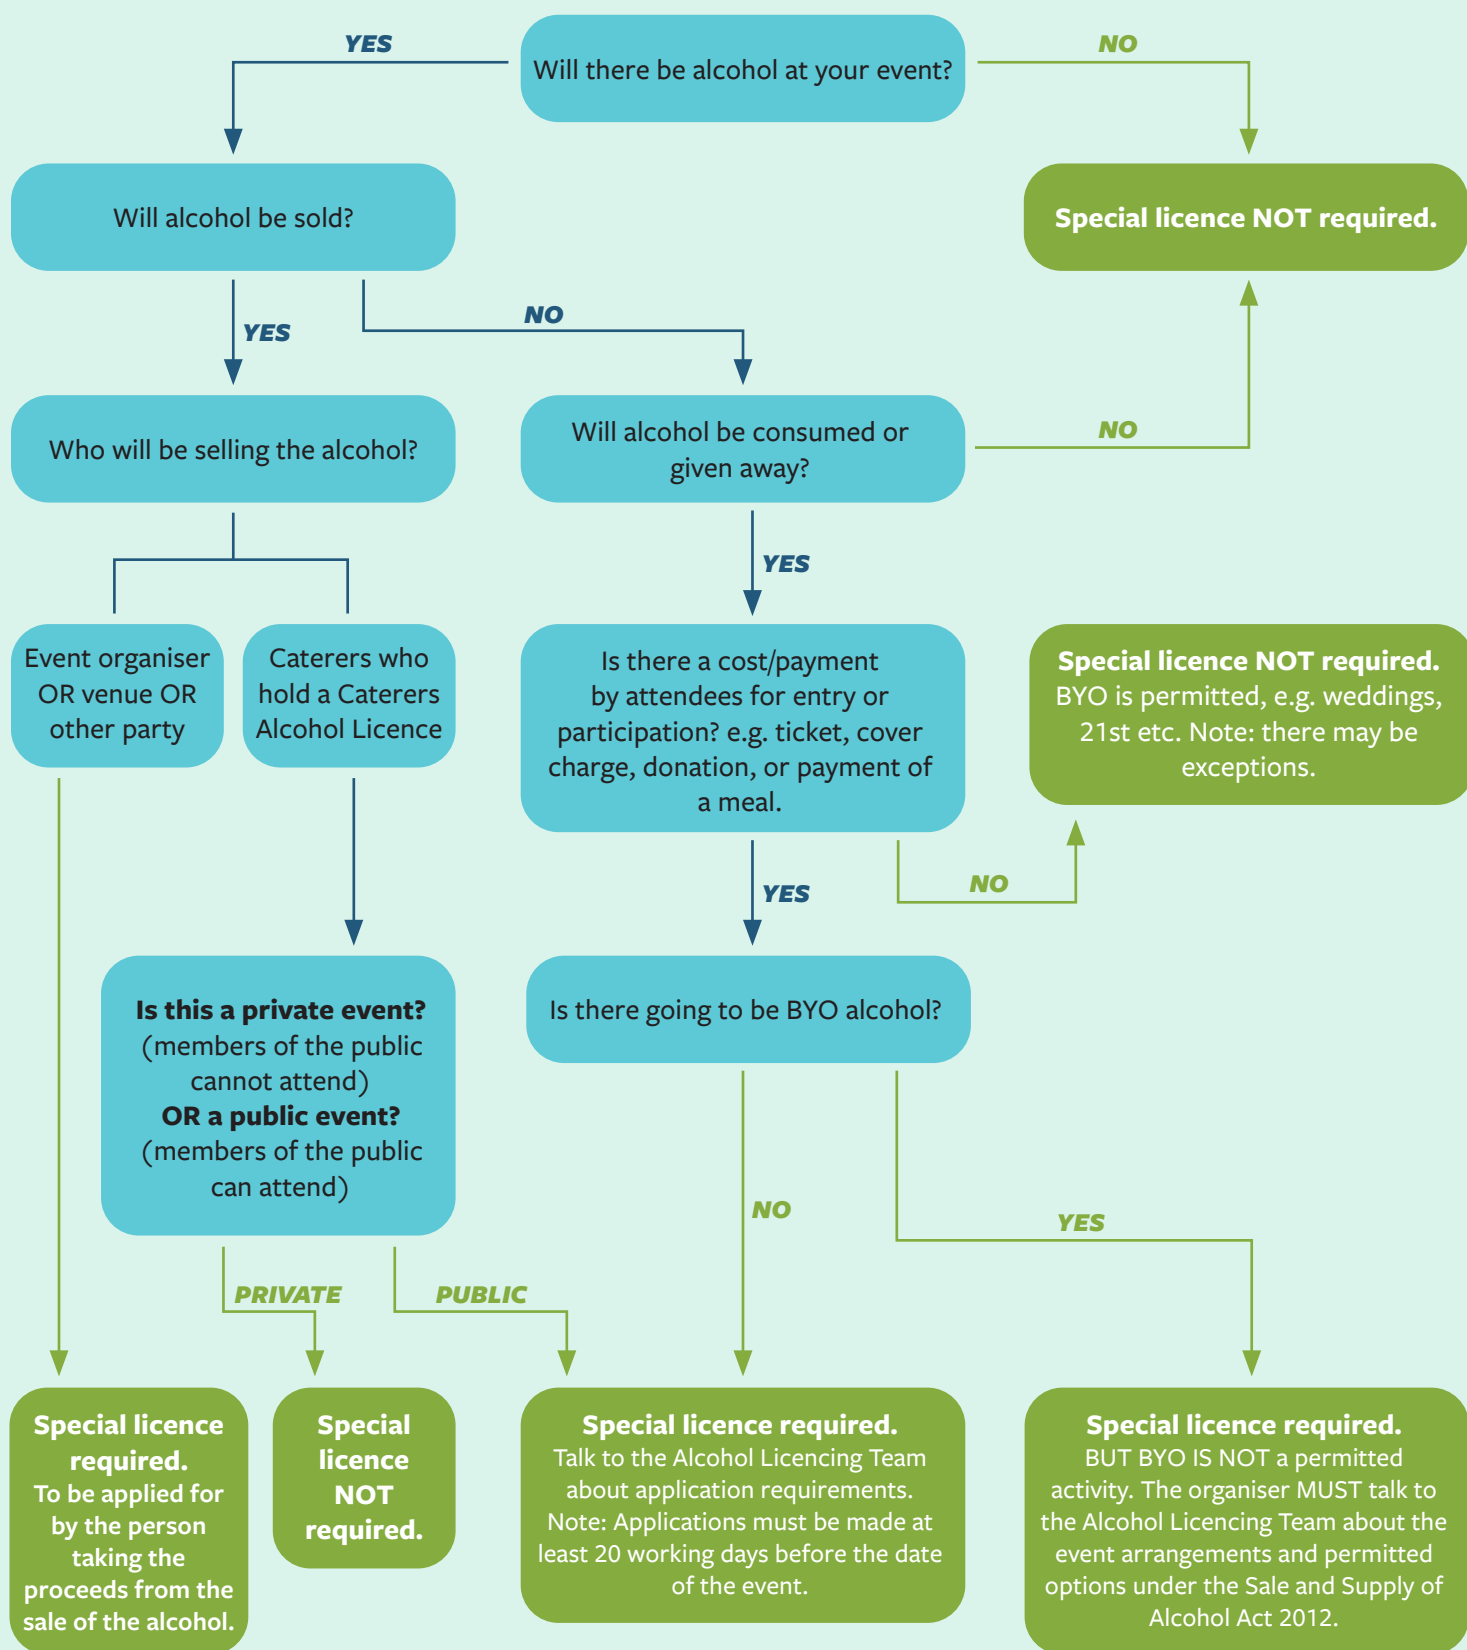 YES
NO
Will there be alcohol at your event?
Will alcohol be sold?
Special licence NOT required.
YES
NO
Who will be selling the alcohol?
Will alcohol be consumed or
given away?
NO
YES
Event organiser
OR venue OR
other party
Caterers who
hold a Caterers
Alcohol Licence
Is there a cost/payment
by attendees for entry or
participation? e.g. ticket, cover
charge, donation, or payment of
a meal.
Special licence NOT required.
BYO is permitted, e.g. weddings,
21st etc. Note: there may be
exceptions.
YES
NO
Is this a private event?
(members of the public
cannot attend)
OR a public event?
(members of the public
can attend)
Is there going to be BYO alcohol?
NO
YES
PRIVATE
PUBLIC
Special licence
required.
To be applied for
by the person
taking the
proceeds from the
sale of the alcohol.
Special
licence
NOT
required.
Special licence required.
Talk to the Alcohol Licencing Team
about application requirements.
Note: Applications must be made at
least 20 working days before the date
of the event.
Special licence required.
BUT BYO IS NOT a permitted
activity. The organiser MUST talk to
the Alcohol Licencing Team about the
event arrangements and permitted
options under the Sale and Supply of
Alcohol Act 2012.